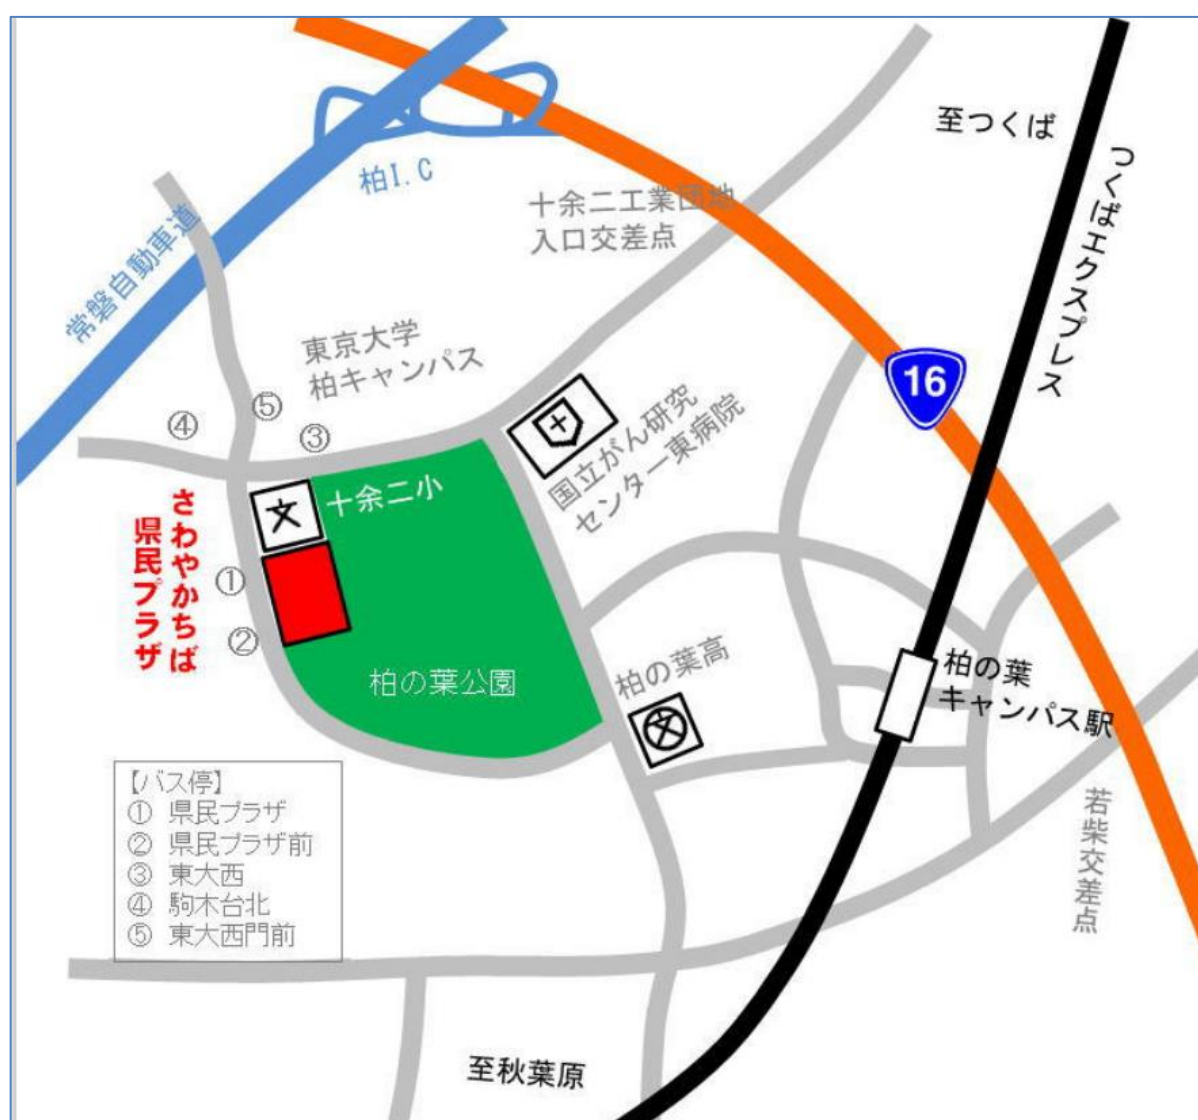 至つくば
つくばエクスプレス
柏I.C
十余二工業団地
入口交差点
常磐自動車道
東京大学
柏キャンパス
16
⑤
④
③
国立がん研究
センター東病院
十余二小
さわやかちば
県民プラザ
①
②
柏の葉公園
柏の葉高
柏の葉
キャンパス駅
若柴交差点
【バス停】
① 県民プラザ
② 県民プラザ前
③ 東大西
④ 駒木台北
⑤ 東大西門前
至秋葉原